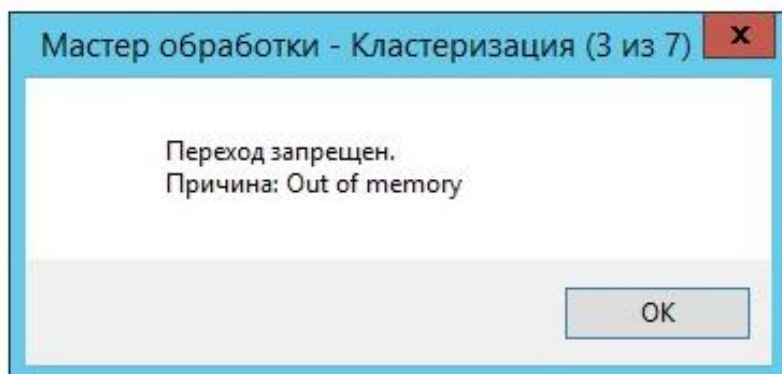 Мастер обработки - Кластеризация (3 из 7)
Переход запрещен.
Причина: Out of memory
OK